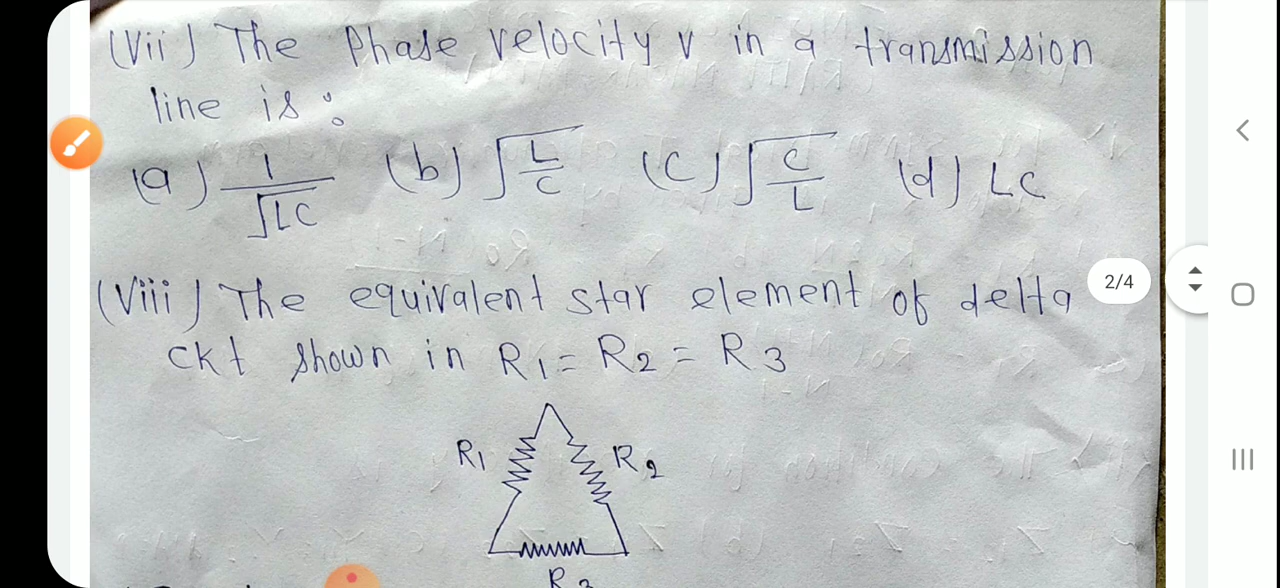 (vii) The Phase velocity v in a transmission
line is :
(a) 1/√LC (b) √L/C (c) √C/L (d) LC
(viii) The equivalent star element of delta
ckt shown in R1 = R2 = R3
2/4
R1
R2